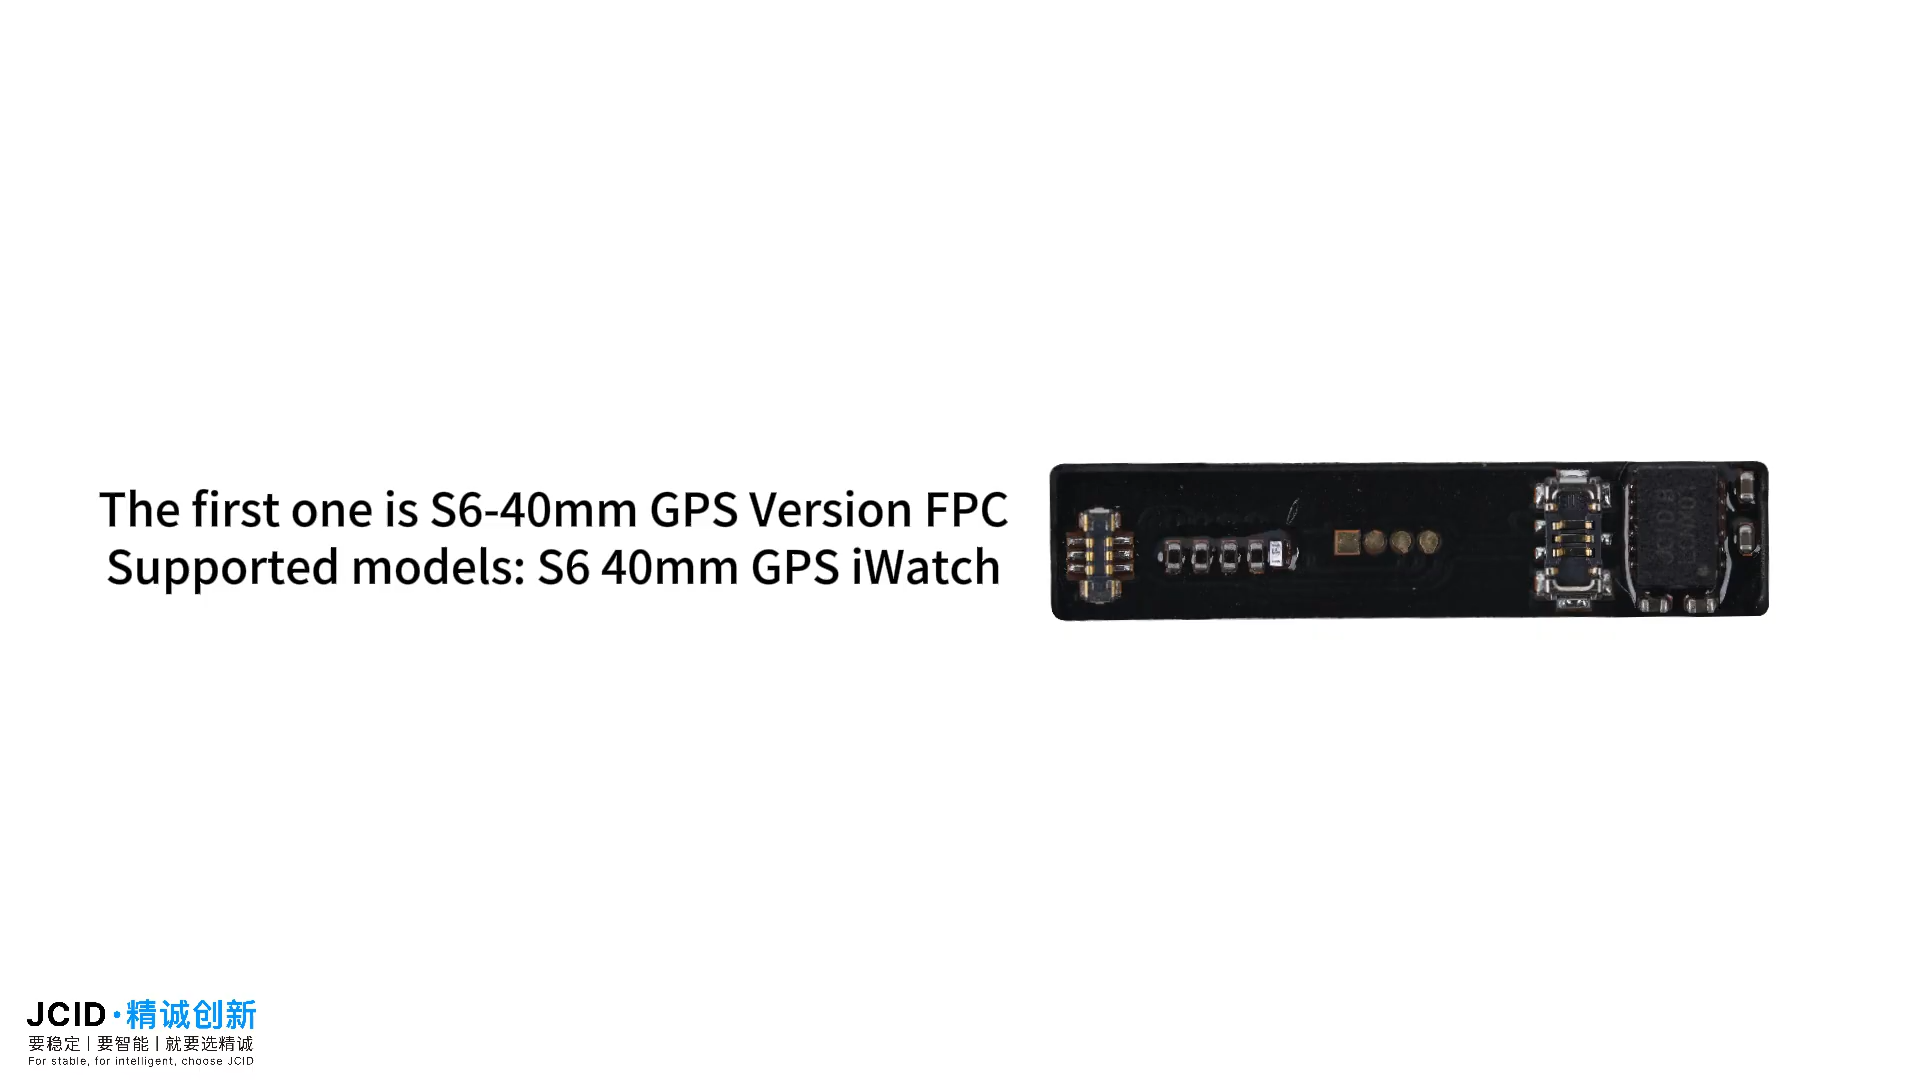 The first one is S6-40mm GPS Version FPC
Supported models: S6 40mm GPS iWatch
JCID
JCID·精诚创新
要稳定|要智能|就要选精诚
For stable, for intelligent, choose JCID